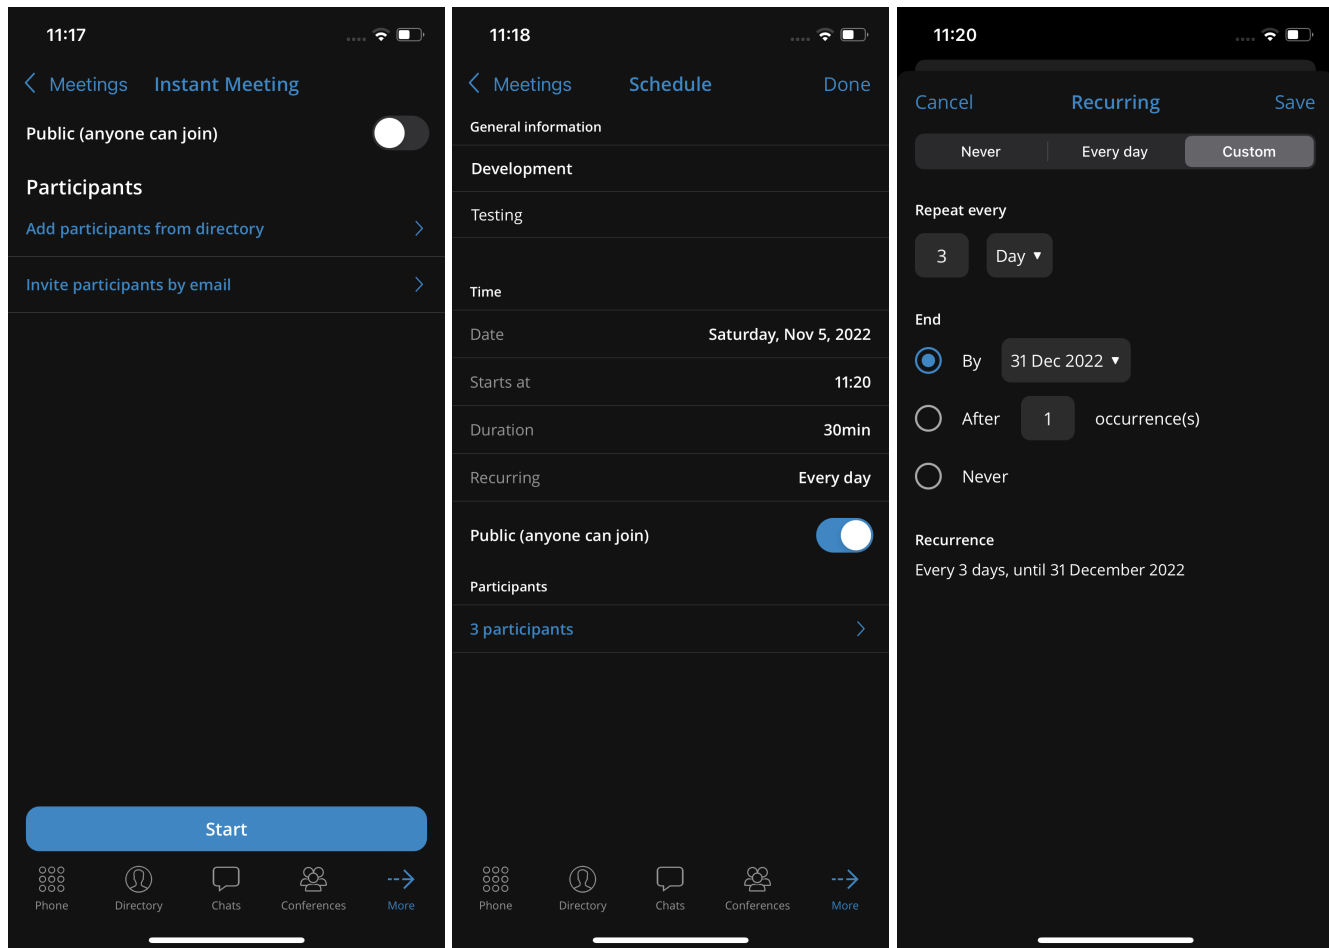 11:17
Meetings Instant Meeting
Public (anyone can join)
Participants
Add participants from directory
Invite participants by email
Start
Phone Directory Chats Conferences More
11:18
Meetings Schedule Done
General information
Development
Testing
Time
Date Saturday, Nov 5, 2022
Starts at 11:20
Duration 30min
Recurring Every day
Public (anyone can join)
Participants
3 participants
Phone Directory Chats Conferences More
11:20
Cancel Recurring Save
Never Every day Custom
Repeat every
3 Day
End
By 31 Dec 2022
After 1 occurrence(s)
Never
Recurrence
Every 3 days, until 31 December 2022